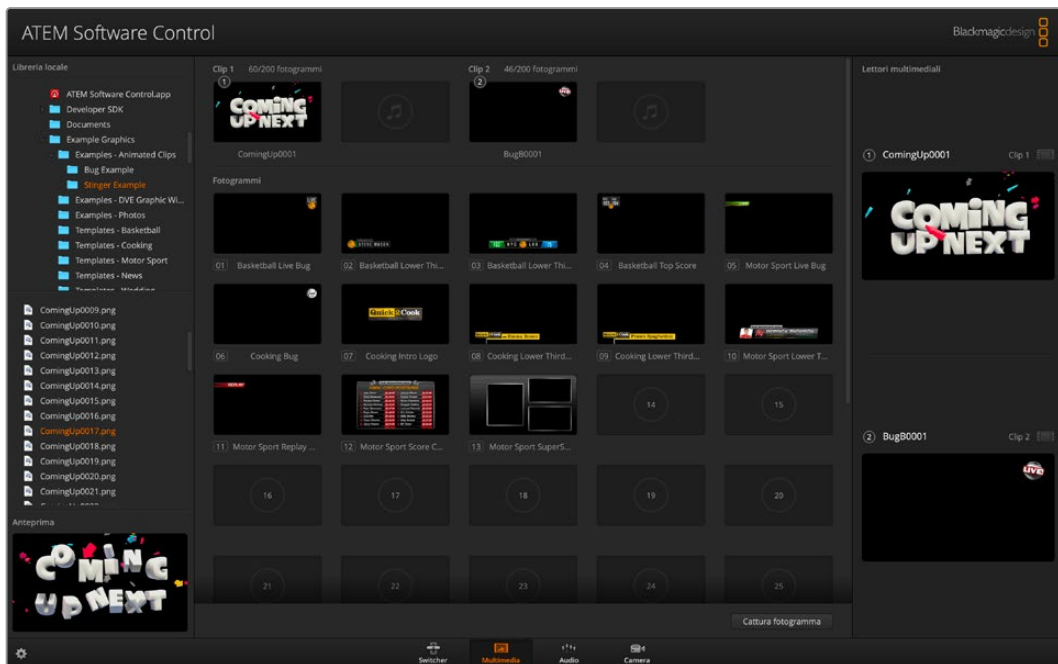 ATEM Software Control
Blackmagicdesign
Libreria locale
ATEM Software Control.app
Developer SDK
Documents
Example Graphics
Examples - Animated Clips
Bug Example
Stinger Example
Examples - DVE Graphic Wi...
Examples - Photos
Templates - Basketball
Templates - Cooking
Templates - Motor Sport
Templates - News
Templates - Wedding
ComingUp0009.png
ComingUp0010.png
ComingUp0011.png
ComingUp0012.png
ComingUp0013.png
ComingUp0014.png
ComingUp0015.png
ComingUp0016.png
ComingUp0017.png
ComingUp0018.png
ComingUp0019.png
ComingUp0020.png
ComingUp0021.png
Anteprima
COMING
UP NEXT
Clip 1 60/200 fotogrammi
1
COMING
UP NEXT
ComingUp0001
Clip 2 46/200 fotogrammi
2
BugB0001
Fotogrammi
01 Basketball Live Bug
02 Basketball Lower Thi...
03 Basketball Lower Thi...
04 Basketball Top Score
05 Motor Sport Live Bug
06 Cooking Bug
Quick2Cook
07 Cooking Intro Logo
08 Cooking Lower Third...
09 Cooking Lower Third...
10 Motor Sport Lower T...
REPLAY
11 Motor Sport Replay ...
12 Motor Sport Score C...
13 Motor Sport SuperS...
14
15
16
17
18
19
20
21
22
23
24
25
Cattura fotogramma
Lettori multimediali
1 ComingUp0001 Clip 1
COMING
UP NEXT
2 BugB0001 Clip 2
LIVE
Switcher
Multimedia
Audio
Camera